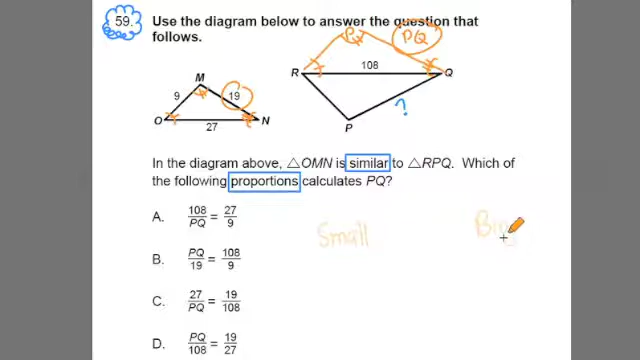 59. Use the diagram below to answer the question that
follows.
M
9
19
O
27
N
PQ
PQ
R
108
Q
P
?
In the diagram above, △OMN is similar to △RPQ. Which of
the following proportions calculates PQ?
A. 108/PQ = 27/9
B. PQ/19 = 108/9
C. 27/PQ = 19/108
D. PQ/108 = 19/27
Small
Big